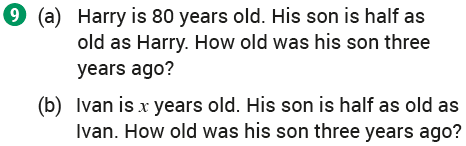 9 (a) Harry is 80 years old. His son is half as
old as Harry. How old was his son three
years ago?
(b) Ivan is x years old. His son is half as old as
Ivan. How old was his son three years ago?